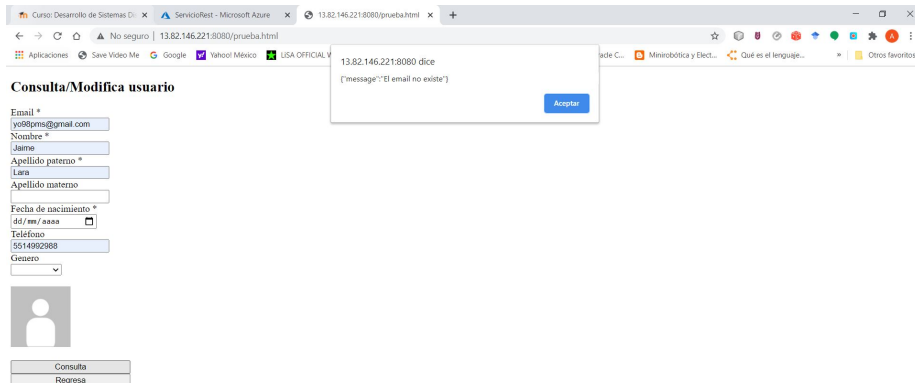 Curso: Desarrollo de Sistemas Di
ServicioRest - Microsoft Azure
13.82.146.221:8080/prueba.html
No seguro | 13.82.146.221:8080/prueba.html
Aplicaciones Save Video Me Google Yahoo! México LiSA OFFICIAL W
Minirobótica y Elect... Qué es el lenguaje... » Otros favoritos
13.82.146.221:8080 dice
{"message":"El email no existe"}
Aceptar
Consulta/Modifica usuario
Email *
yo98pms@gmail.com
Nombre *
Jaime
Apellido paterno *
Lara
Apellido materno
Fecha de nacimiento *
dd/mm/aaaa
Teléfono
5514992988
Genero
Consulta
Regresa